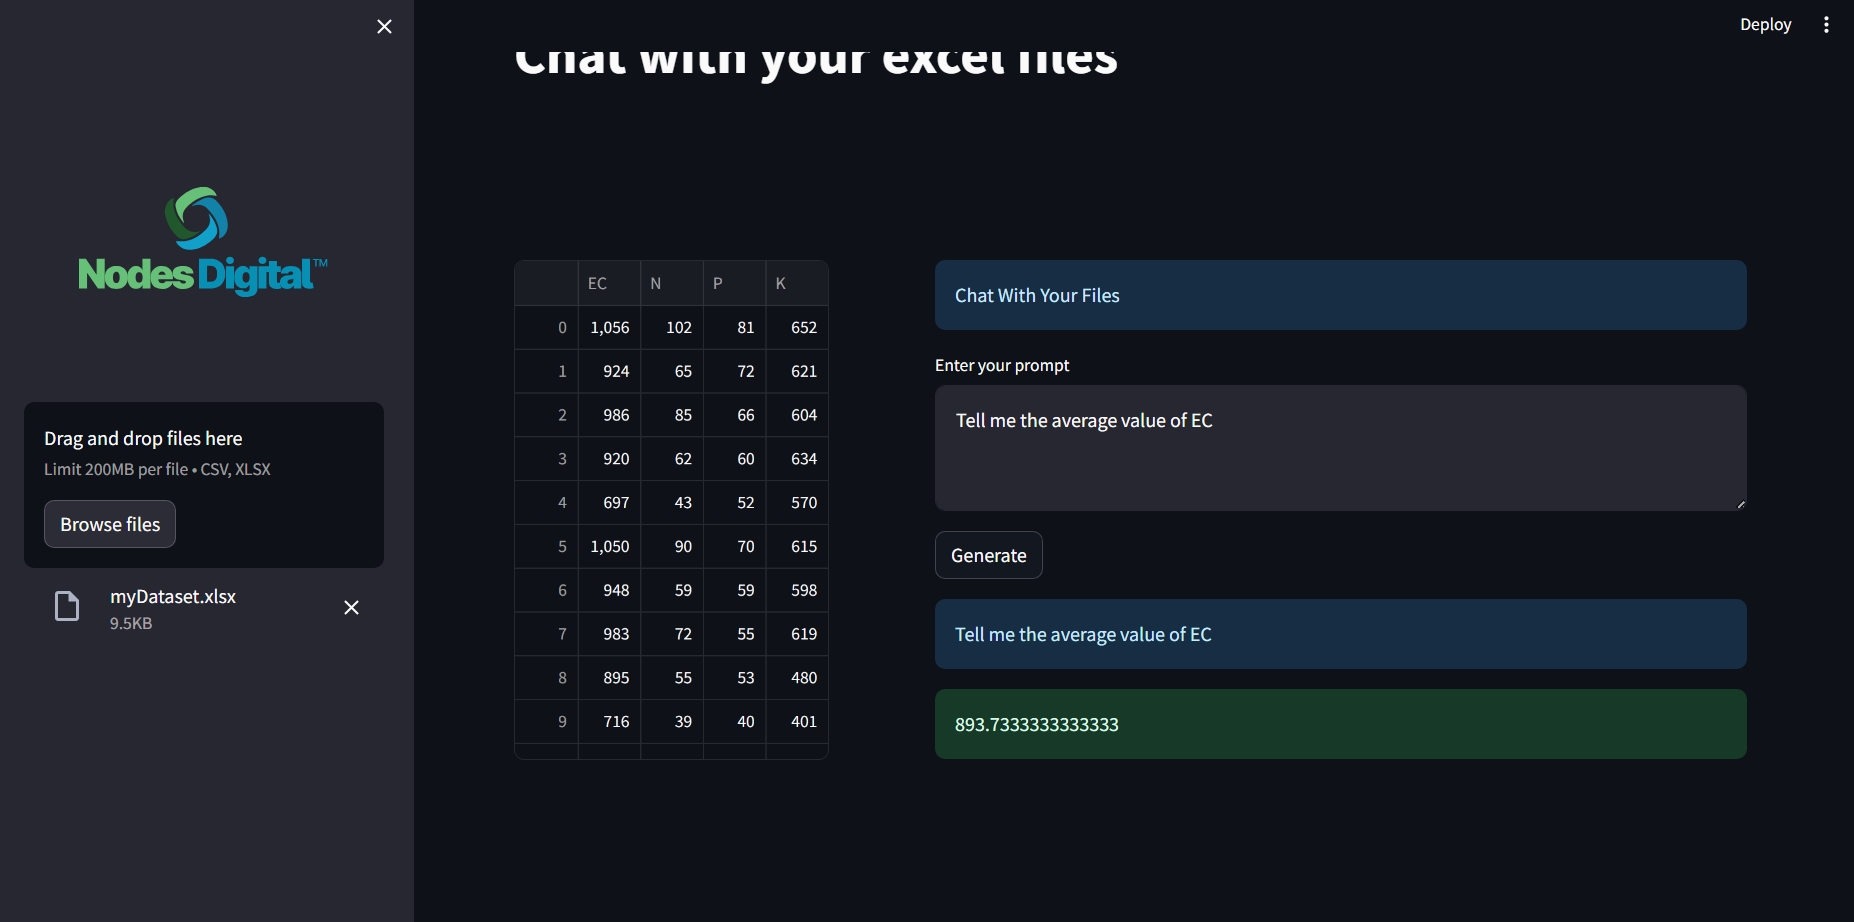 Deploy
Chat with your excel files
Nodes Digital™
Drag and drop files here
Limit 200MB per file • CSV, XLSX
Browse files
myDataset.xlsx
9.5KB
EC N P K
0 1,056 102 81 652
1 924 65 72 621
2 986 85 66 604
3 920 62 60 634
4 697 43 52 570
5 1,050 90 70 615
6 948 59 59 598
7 983 72 55 619
8 895 55 53 480
9 716 39 40 401
Chat With Your Files
Enter your prompt
Tell me the average value of EC
Generate
Tell me the average value of EC
893.7333333333333